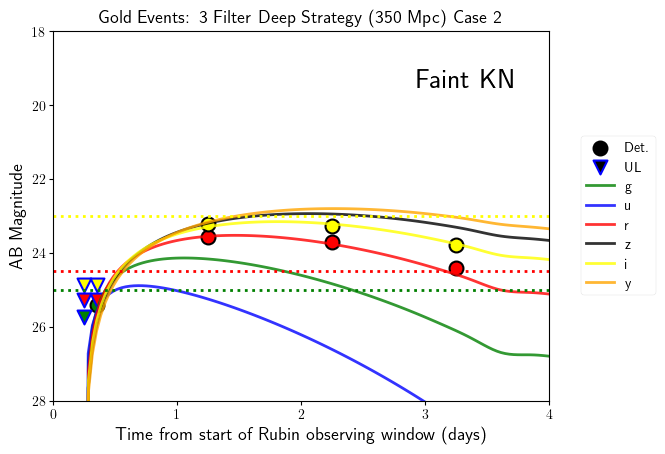 Gold Events: 3 Filter Deep Strategy (350 Mpc) Case 2
18
20
22
24
26
28
AB Magnitude
Faint KN
0
1
2
3
4
Time from start of Rubin observing window (days)
Det.
UL
g
u
r
z
i
y